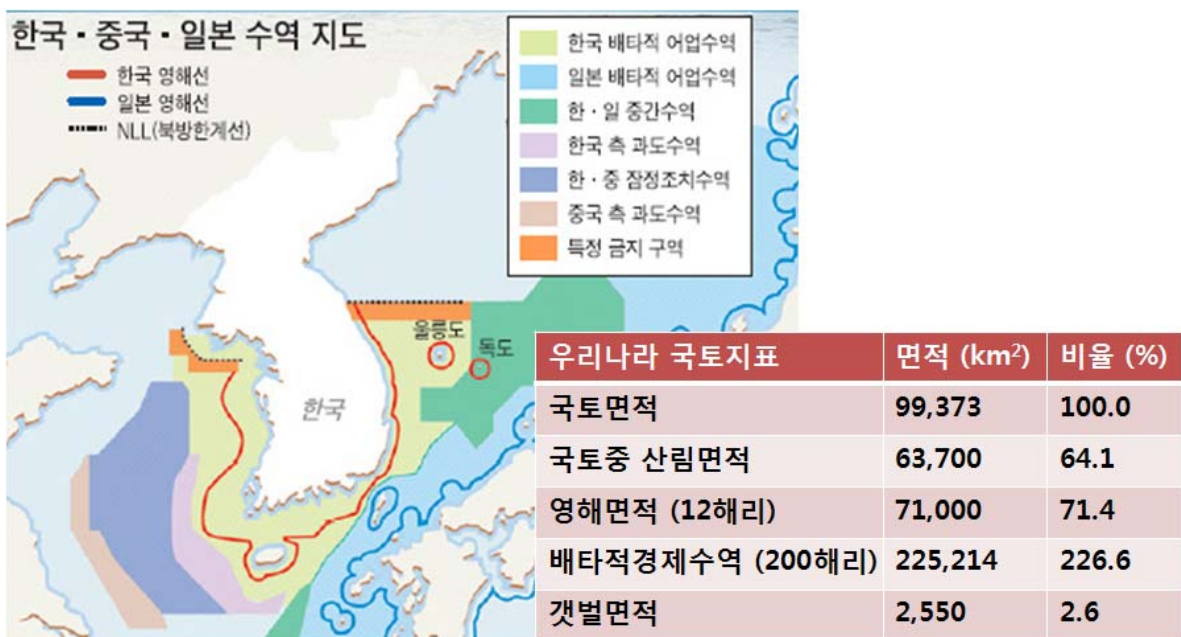 한국·중국·일본 수역 지도
한국 영해선
일본 영해선
NLL(북방한계선)
한국 배타적 어업수역
일본 배타적 어업수역
한·일 중간수역
한국 측 과도수역
한·중 잠정조치수역
중국 측 과도수역
특정 금지 구역
울릉도
독도
한국
우리나라 국토지표 면적 (km²) 비율 (%)
국토면적 99,373 100.0
국토중 산림면적 63,700 64.1
영해면적 (12해리) 71,000 71.4
배타적경제수역 (200해리) 225,214 226.6
갯벌면적 2,550 2.6